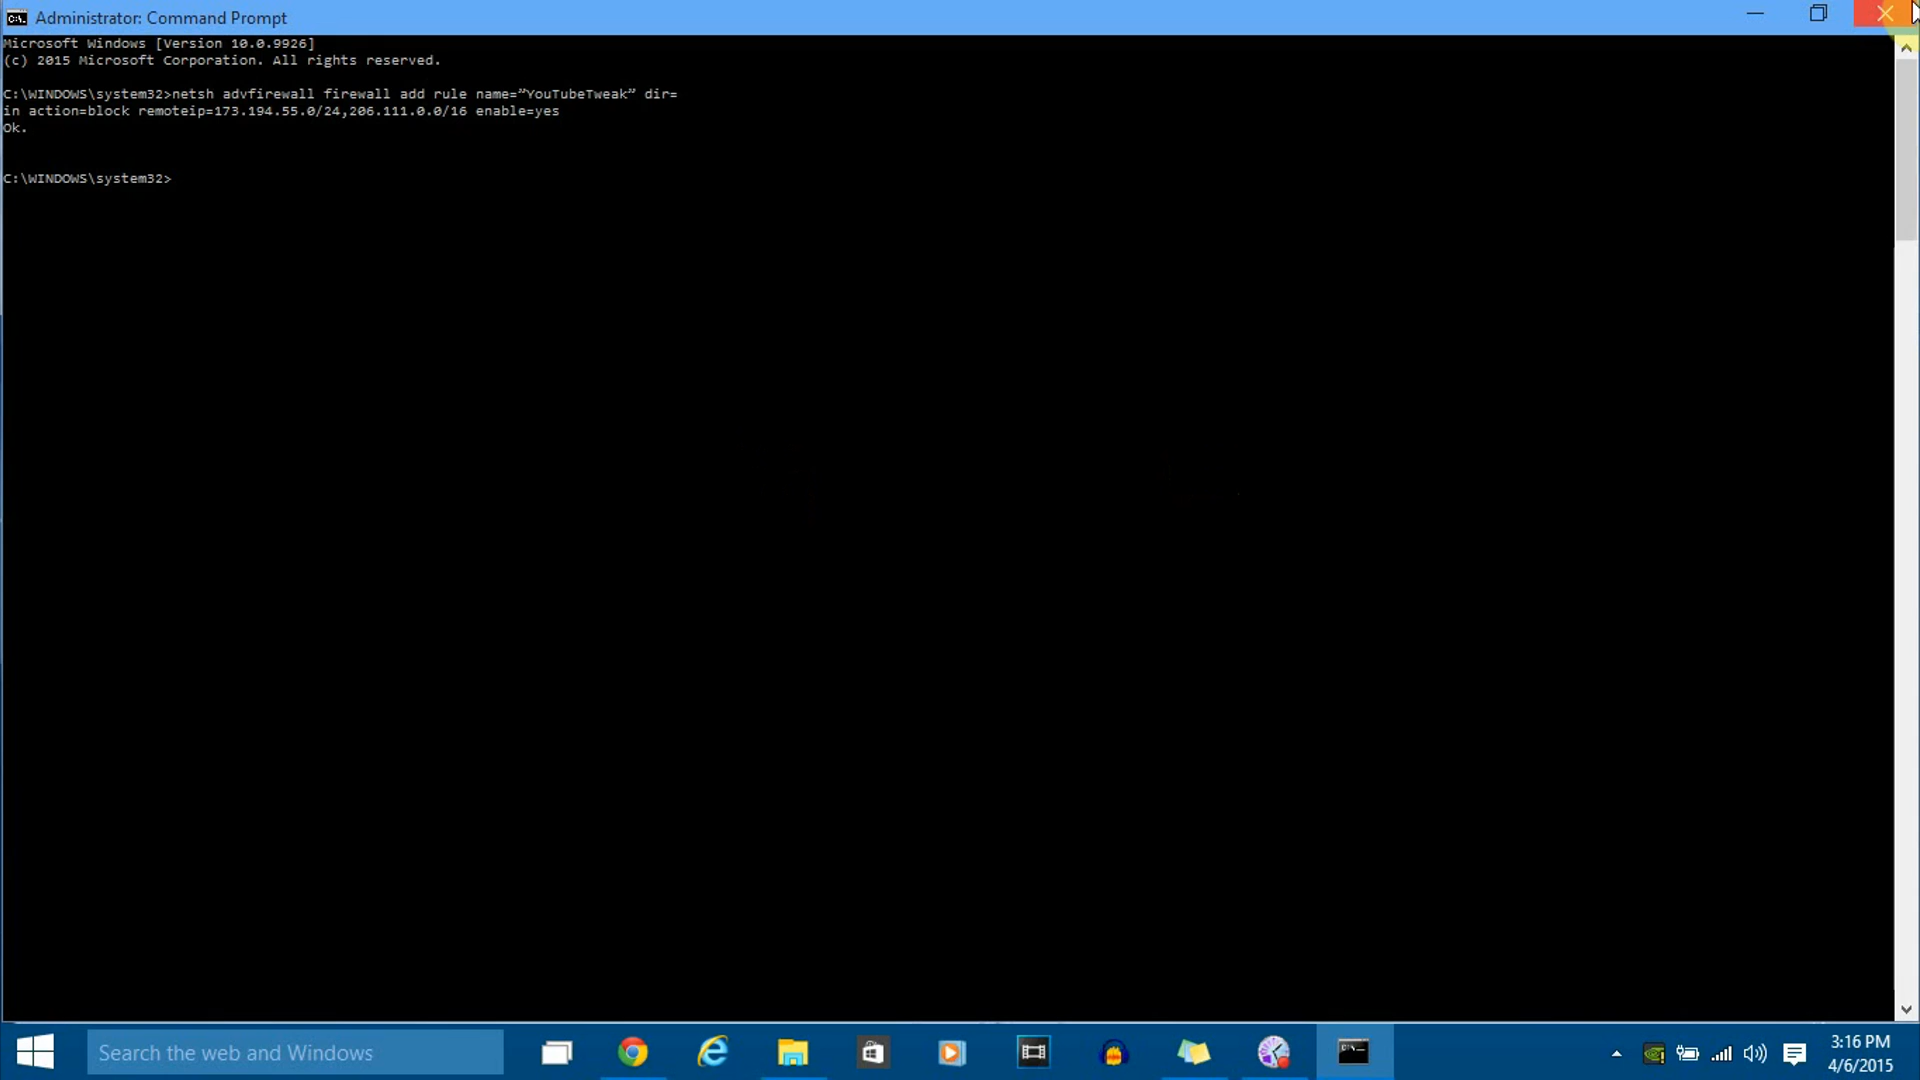 Administrator: Command Prompt
Microsoft Windows [Version 10.0.9926]
(c) 2015 Microsoft Corporation. All rights reserved.
C:\WINDOWS\system32>netsh advfirewall firewall add rule name=”YouTubeTweak” dir=
in action=block remoteip=173.194.55.0/24,206.111.0.0/16 enable=yes
Ok.
C:\WINDOWS\system32>
Search the web and Windows
3:16 PM
4/6/2015